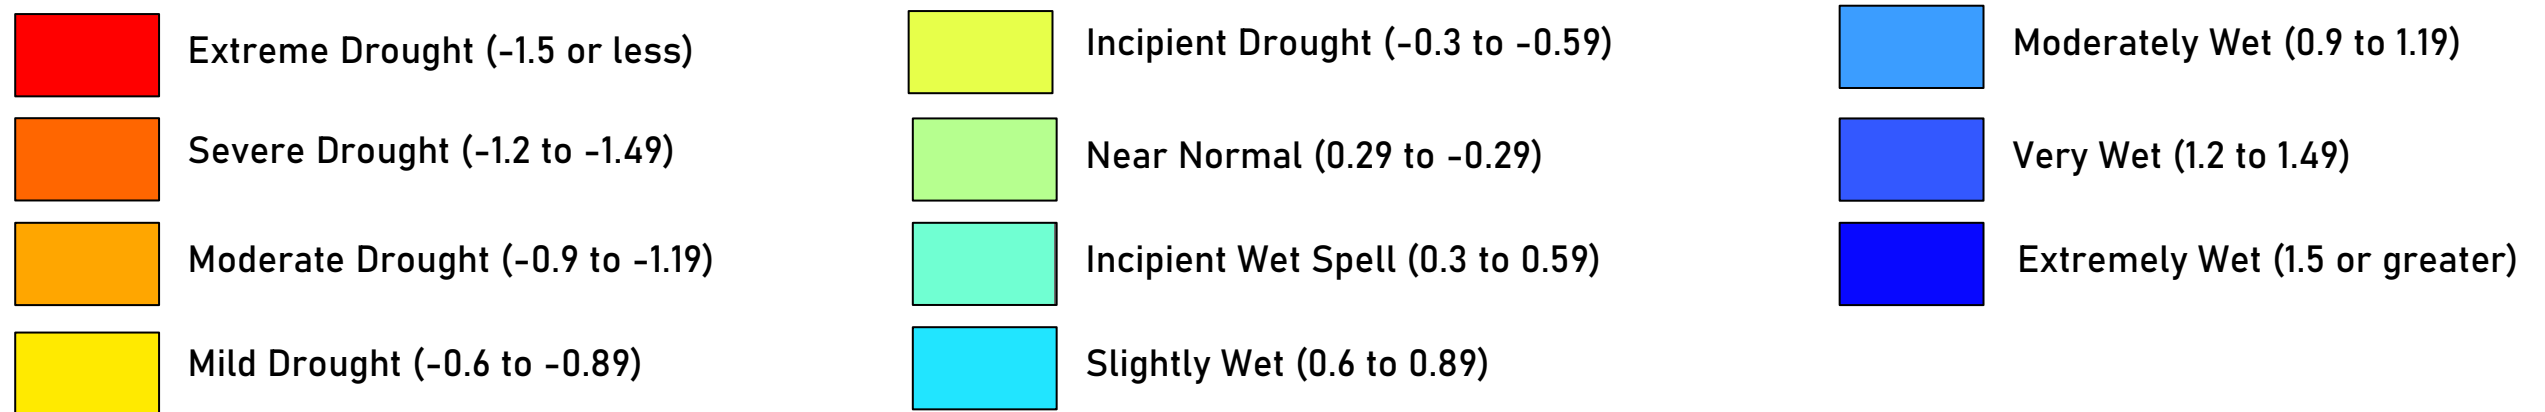 Extreme Drought (-1.5 or less)
Severe Drought (-1.2 to -1.49)
Moderate Drought (-0.9 to -1.19)
Mild Drought (-0.6 to -0.89)
Incipient Drought (-0.3 to -0.59)
Near Normal (0.29 to -0.29)
Incipient Wet Spell (0.3 to 0.59)
Slightly Wet (0.6 to 0.89)
Moderately Wet (0.9 to 1.19)
Very Wet (1.2 to 1.49)
Extremely Wet (1.5 or greater)